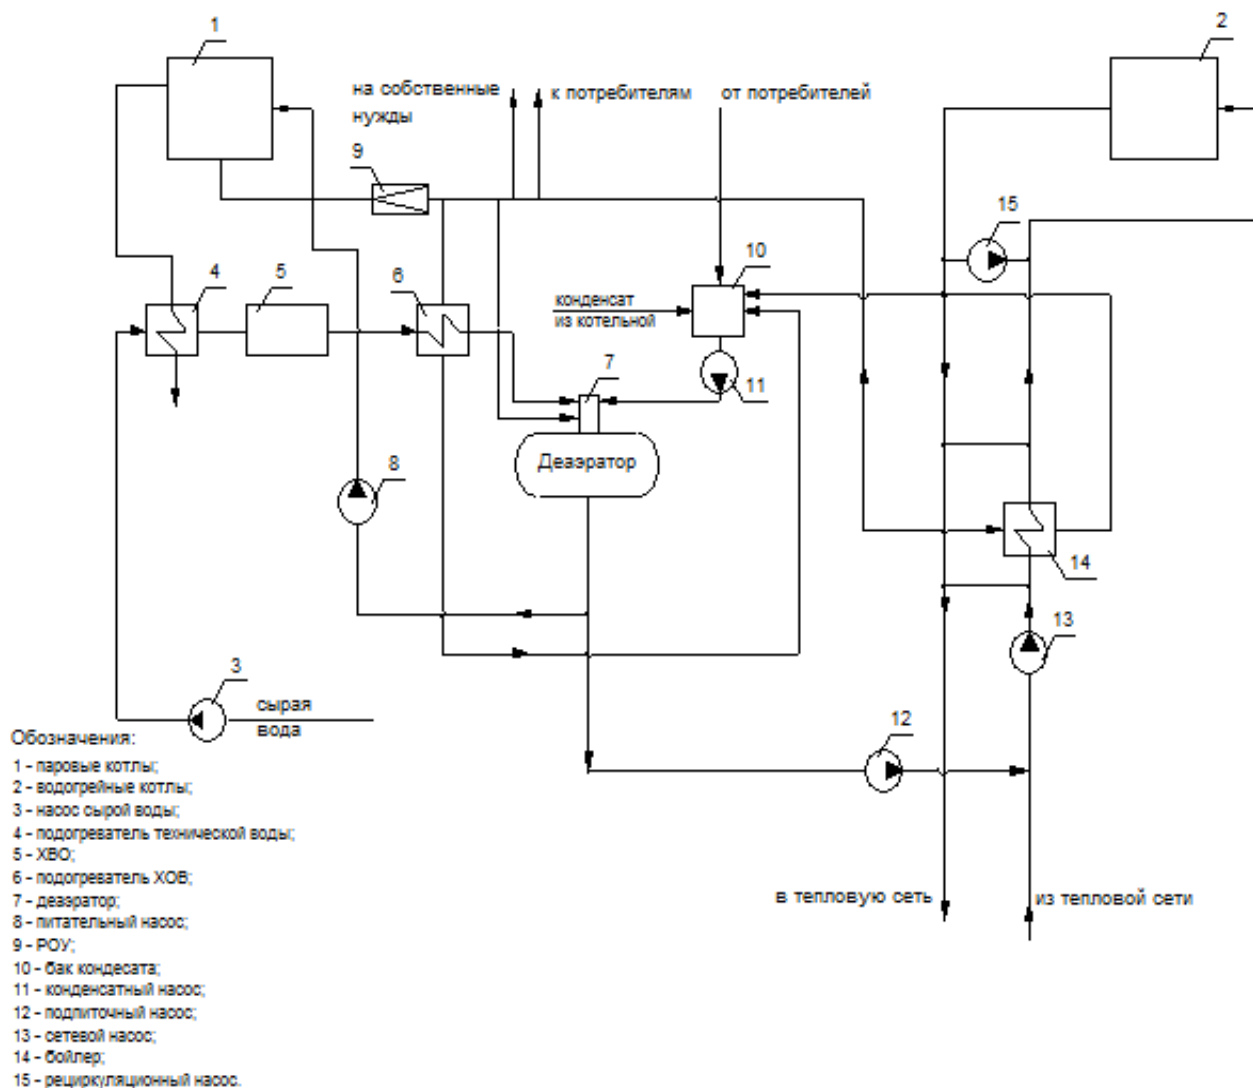 1
2
на собственные
нужды
к потребителям
от потребителей
9
15
10
4
5
6
конденсат
из котельной
7
11
Деаэратор
8
14
13
3
сырая
вода
12
Обозначения:
1 - паровые котлы;
2 - водогрейные котлы;
3 - насос сырой воды;
4 - подогреватель технической воды;
5 - ХВО;
6 - подогреватель ХОВ;
7 - деаэратор;
8 - питательный насос;
9 - РОУ;
10 - бак кондесата;
11 - конденсатный насос;
12 - подпиточный насос;
13 - сетевой насос;
14 - бойлер;
15 - рециркуляционный насос.
в тепловую сеть
из тепловой сети